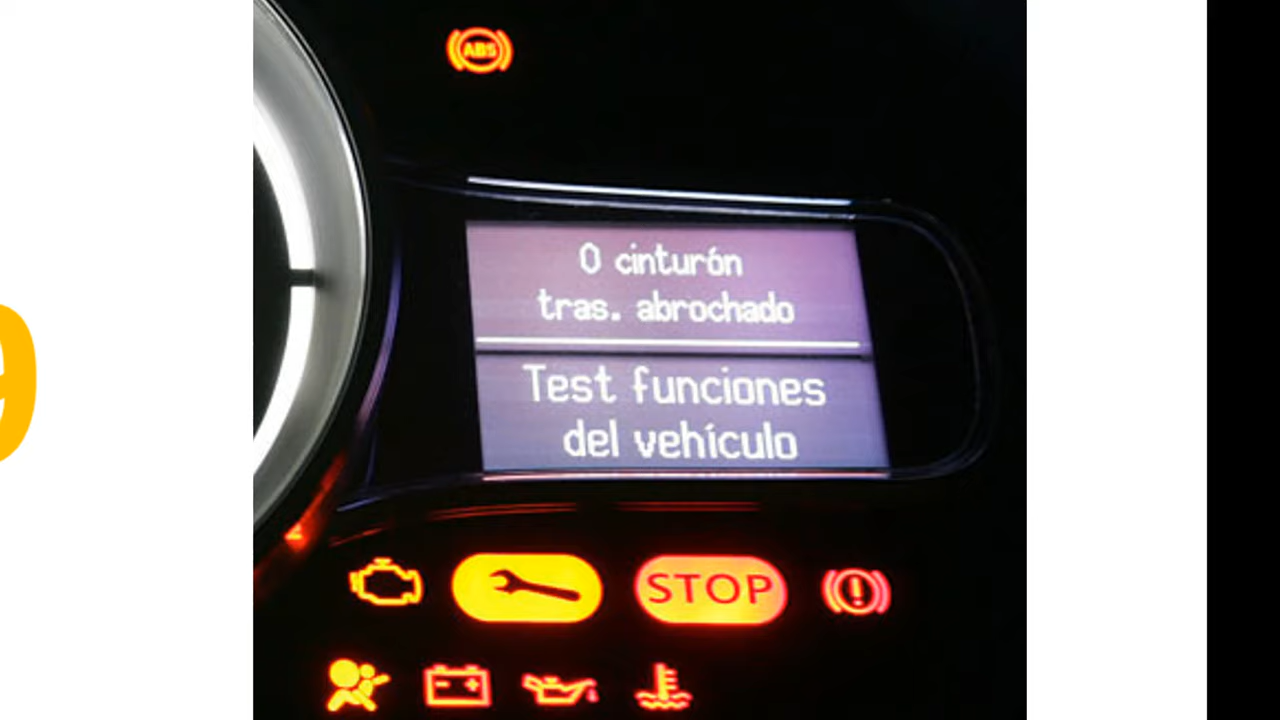 ABS
0 cinturón
tras. abrochado
Test funciones
del vehículo
STOP